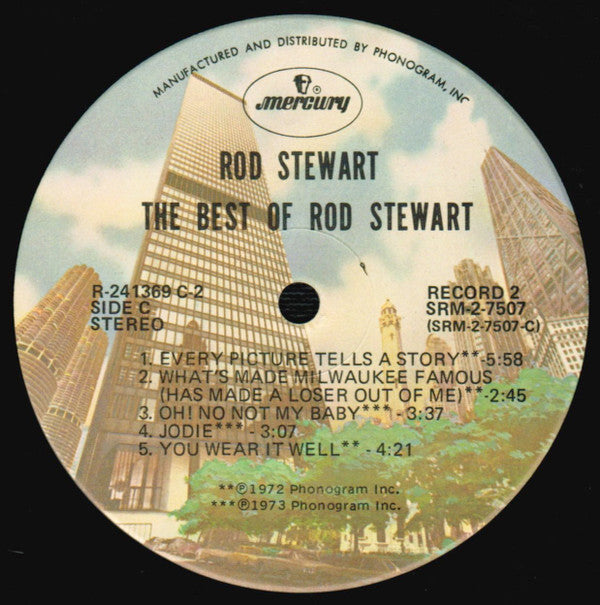 MANUFACTURED AND DISTRIBUTED BY PHONOGRAM, INC
mercury ®
ROD STEWART
THE BEST OF ROD STEWART
R-241369 C-2
SIDE C
STEREO
RECORD 2
SRM-2-7507
(SRM-2-7507-C)
1. EVERY PICTURE TELLS A STORY**-5:58
2. WHAT'S MADE MILWAUKEE FAMOUS
(HAS MADE A LOSER OUT OF ME)**-2:45
3. OH! NO NOT MY BABY*** - 3:37
4. JODIE*** - 3:07
5. YOU WEAR IT WELL** - 4:21
**℗1972 Phonogram Inc.
***℗1973 Phonogram Inc.